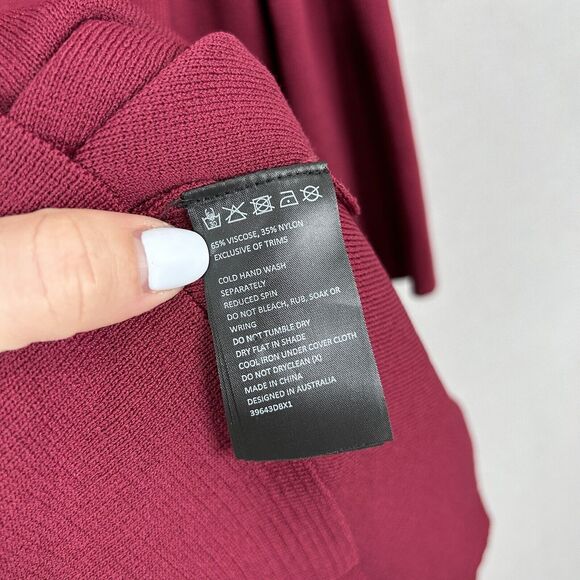 65% VISCOSE, 35% NYLON
EXCLUSIVE OF TRIMS
COLD HAND WASH
SEPARATELY
REDUCED SPIN
DO NOT BLEACH, RUB, SOAK OR
WRING
DO NOT TUMBLE DRY
DRY FLAT IN SHADE
COOL IRON UNDER COVER CLOTH
DO NOT DRYCLEAN (X)
MADE IN CHINA
DESIGNED IN AUSTRALIA
39643DBX1